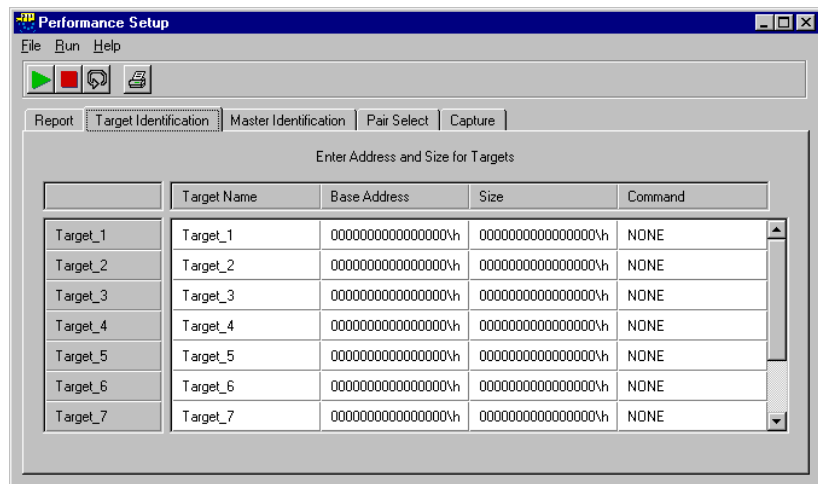 Performance Setup
File Run Help
Report Target Identification Master Identification Pair Select Capture
Enter Address and Size for Targets
Target Name Base Address Size Command
Target_1 Target_1 0000000000000000\h 0000000000000000\h NONE
Target_2 Target_2 0000000000000000\h 0000000000000000\h NONE
Target_3 Target_3 0000000000000000\h 0000000000000000\h NONE
Target_4 Target_4 0000000000000000\h 0000000000000000\h NONE
Target_5 Target_5 0000000000000000\h 0000000000000000\h NONE
Target_6 Target_6 0000000000000000\h 0000000000000000\h NONE
Target_7 Target_7 0000000000000000\h 0000000000000000\h NONE